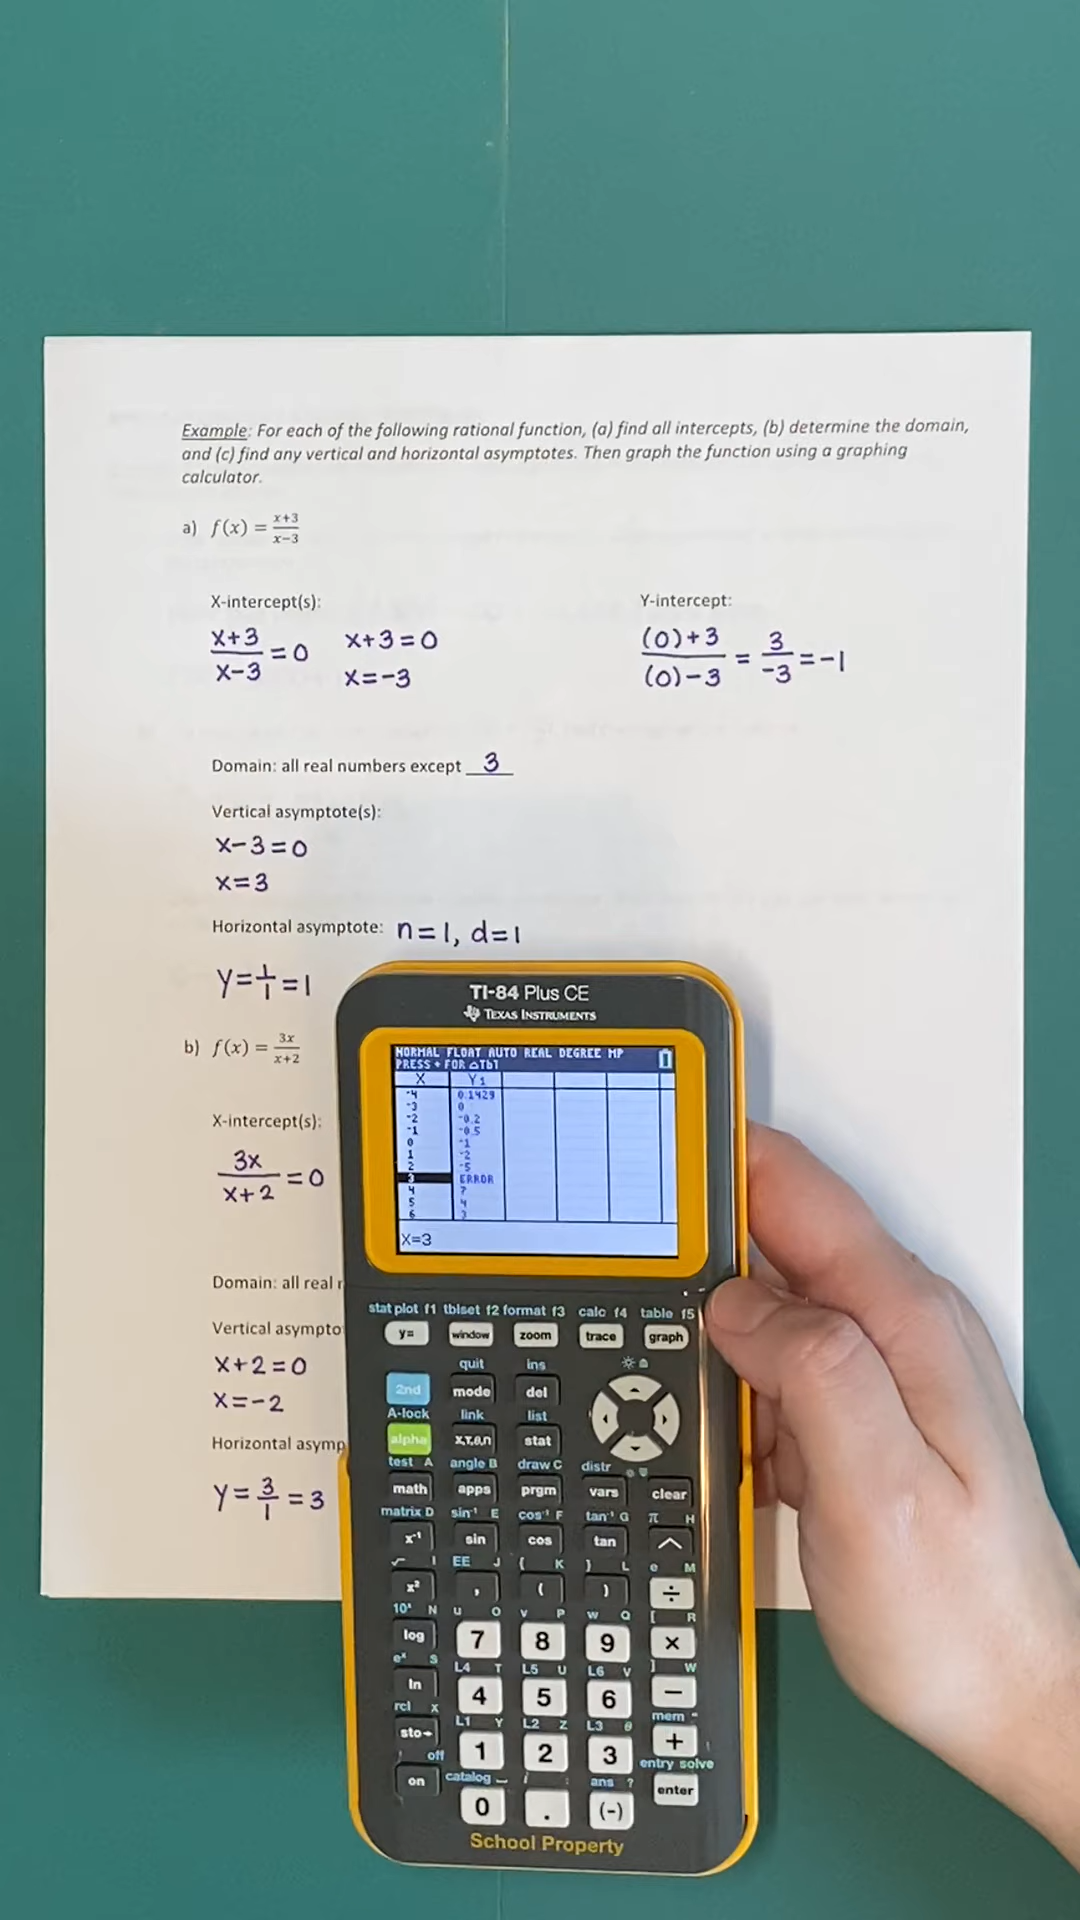 Example: For each of the following rational function, (a) find all intercepts, (b) determine the domain,
and (c) find any vertical and horizontal asymptotes. Then graph the function using a graphing
calculator.
a) f(x) = x+3/x−3
X-intercept(s):
Y-intercept:
x+3/x-3 = 0
x+3=0
x=-3
(0)+3/(0)-3 = 3/-3 = -1
Domain: all real numbers except 3
Vertical asymptote(s):
x-3=0
x=3
Horizontal asymptote: n=1, d=1
y=1/1=1
b) f(x) = 3x/x+2
X-intercept(s):
3x/x+2 = 0
Domain: all real
Vertical asympto
x+2=0
x=-2
Horizontal asymp
y=3/1=3
TI-84 Plus CE
TEXAS INSTRUMENTS
NORMAL FLOAT AUTO REAL DEGREE MP
PRESS + FOR △Tbl
X Y1
-4 0.1429
-3 0
-2 -0.2
-1 -0.5
0 -1
1 -2
2 -5
3 ERROR
4 7
5 4
6 3
X=3
stat plot f1 tblset f2 format f3 calc f4 table f5
y= window zoom trace graph
quit ins
2nd mode del
A-lock link list
alpha X,T,θ,n stat
test A angle B draw C distr
math apps prgm vars clear
matrix D sin⁻¹ E cos⁻¹ F tan⁻¹ G π H
x⁻¹ sin cos tan ^
√ I EE J { K } L e M
x² , ( ) ÷
10ˣ N u O v P w Q [ R
log 7 8 9 ×
eˣ S L4 T L5 U L6 V ] W
ln 4 5 6 −
rcl X L1 Y L2 Z L3 θ mem "
sto→ 1 2 3 +
off catalog i : ans ? entry solve
on 0 . (-) enter
School Property